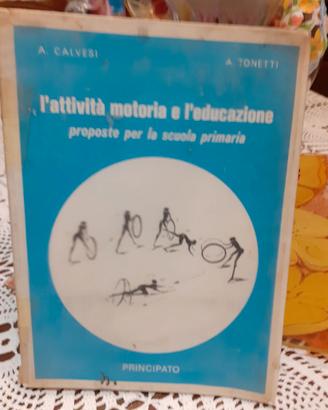 A. CALVESI
A. TONETTI
l'attività motoria e l'educazione
proposte per la scuola primaria
PRINCIPATO